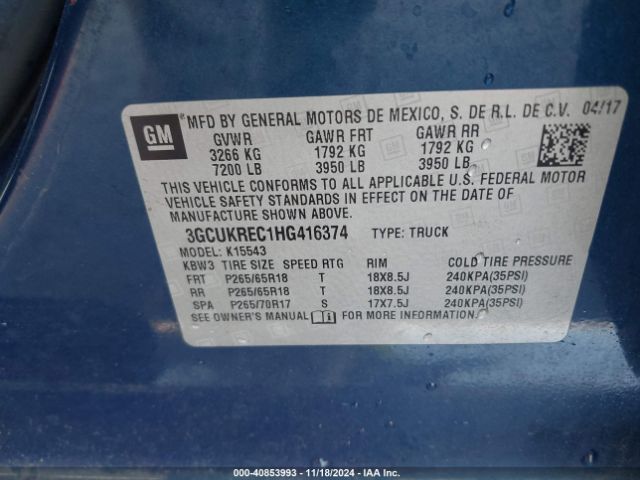 GM
MFD BY GENERAL MOTORS DE MEXICO, S. DE R.L. DE C.V. 04/17
GVWR GAWR FRT GAWR RR
3266 KG 1792 KG 1792 KG
7200 LB 3950 LB 3950 LB
THIS VEHICLE CONFORMS TO ALL APPLICABLE U.S. FEDERAL MOTOR
VEHICLE SAFETY STANDARDS IN EFFECT ON THE DATE OF
MANUFACTURE SHOWN ABOVE.
3GCUKREC1HG416374 TYPE: TRUCK
MODEL: K15543
KBW3 TIRE SIZE SPEED RTG RIM COLD TIRE PRESSURE
FRT P265/65R18 T 18X8.5J 240KPA(35PSI)
RR P265/65R18 T 18X8.5J 240KPA(35PSI)
SPA P265/70R17 S 17X7.5J 240KPA(35PSI)
SEE OWNER'S MANUAL FOR MORE INFORMATION.
000-40853993 - 11/18/2024 - IAA Inc.